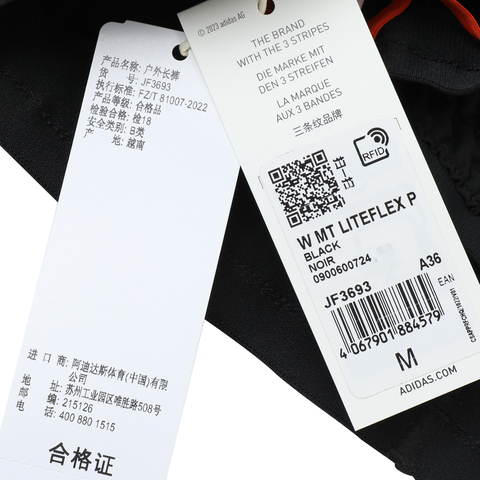 产品名称: 户外长裤
货 号: JF3693
执行标准: FZ/T 81007-2022
产品等级: 合格品
检验合格: 检18
安全类别: B类
产 地: 越南
进 口 商: 阿迪达斯体育(中国)有限
公司
地 址: 苏州工业园区唯胜路508号
邮 编: 215126
电 话: 400 880 1515
合格证
© 2023 adidas AG
THE BRAND
WITH THE 3 STRIPES
DIE MARKE MIT
DEN 3 STREIFEN
LA MARQUE
AUX 3 BANDES
三条纹品牌
RFID
W MT LITEFLEX P
BLACK
NOIR
0900600724
JF3693
A36
EAN
4 067901 884579
M
ADIDAS.COM